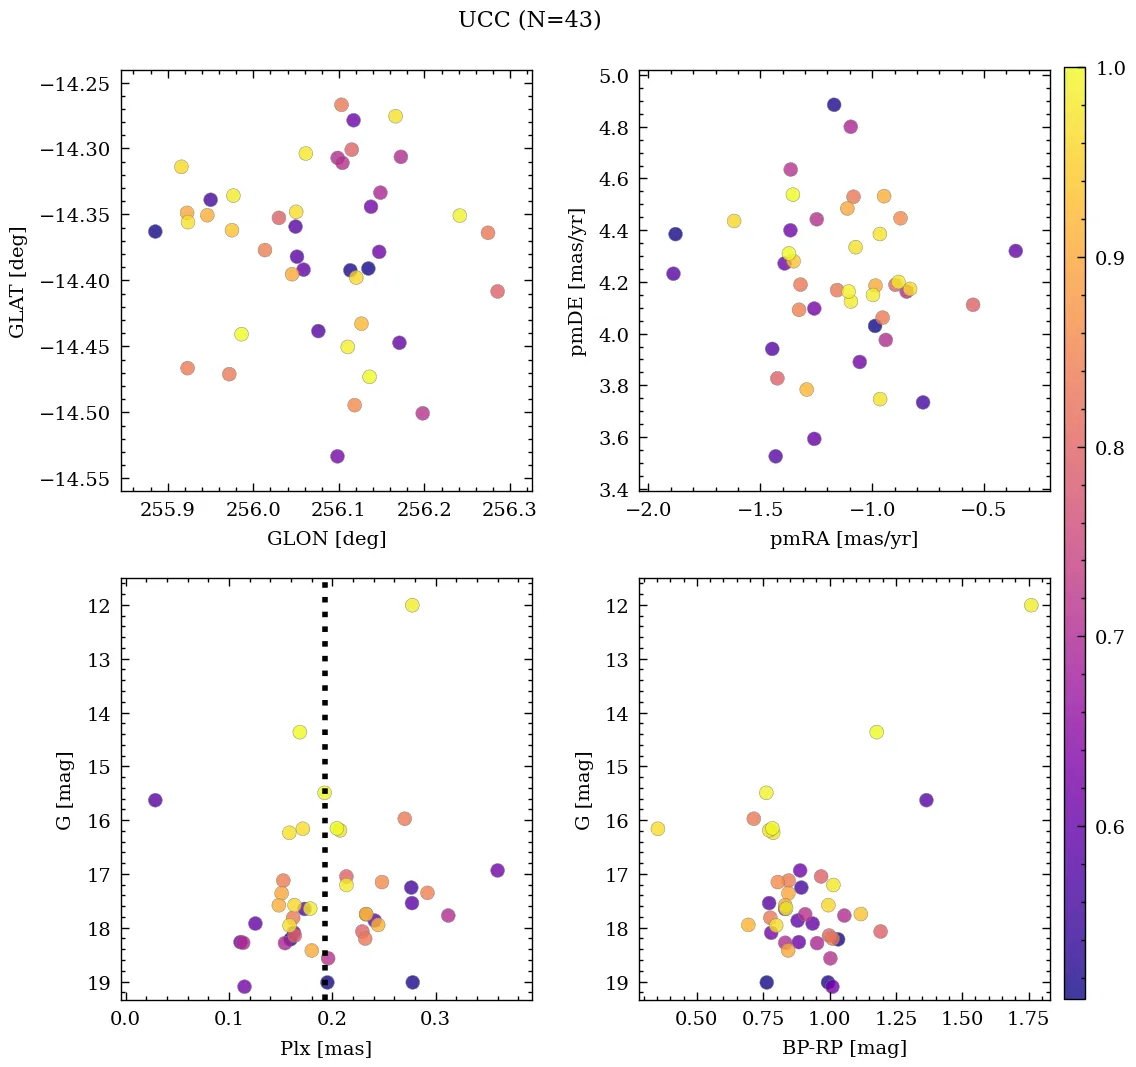 UCC (N=43)
−14.25
−14.30
−14.35
−14.40
−14.45
−14.50
−14.55
GLAT [deg]
255.9 256.0 256.1 256.2 256.3
GLON [deg]
5.0
4.8
4.6
4.4
4.2
4.0
3.8
3.6
3.4
pmDE [mas/yr]
−2.0 −1.5 −1.0 −0.5
pmRA [mas/yr]
12
13
14
15
16
17
18
19
G [mag]
0.0 0.1 0.2 0.3
Plx [mas]
12
13
14
15
16
17
18
19
G [mag]
0.50 0.75 1.00 1.25 1.50 1.75
BP-RP [mag]
1.0
0.9
0.8
0.7
0.6